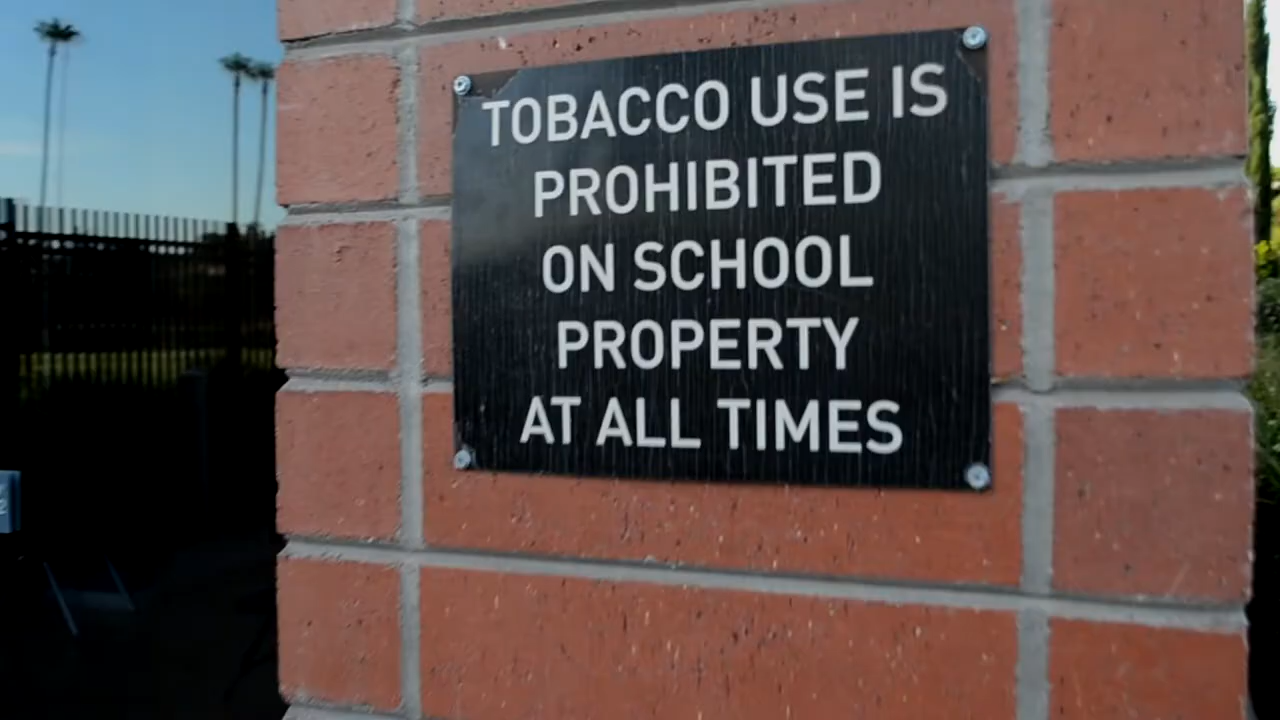 TOBACCO USE IS
PROHIBITED
ON SCHOOL
PROPERTY
AT ALL TIMES